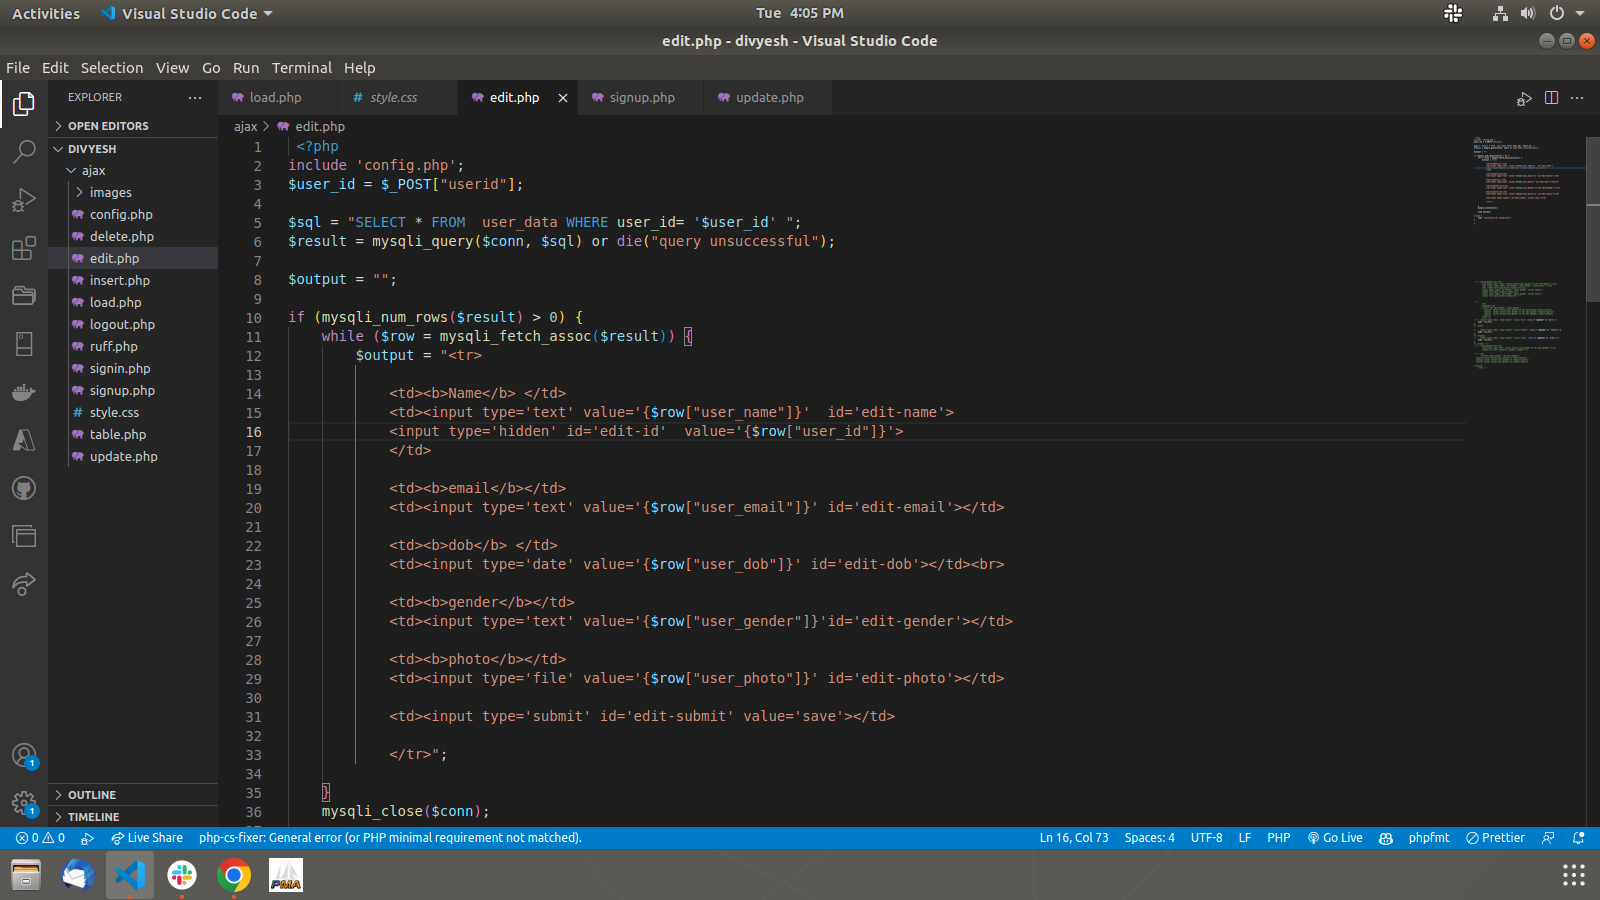 Activities Visual Studio Code Tue 4:05 PM
edit.php - divyesh - Visual Studio Code
File Edit Selection View Go Run Terminal Help
EXPLORER ...
OPEN EDITORS
DIVYESH
ajax
images
config.php
delete.php
edit.php
insert.php
load.php
logout.php
ruff.php
signin.php
signup.php
style.css
table.php
update.php
OUTLINE
TIMELINE
load.php # style.css edit.php signup.php update.php
ajax > edit.php
1 <?php
2 include 'config.php';
3 $user_id = $_POST["userid"];
4
5 $sql = "SELECT * FROM  user_data WHERE user_id= '$user_id' ";
6 $result = mysqli_query($conn, $sql) or die("query unsuccessful");
7
8 $output = "";
9
10 if (mysqli_num_rows($result) > 0) {
11     while ($row = mysqli_fetch_assoc($result)) {
12         $output = "<tr>
13
14             <td><b>Name</b> </td>
15             <td><input type='text' value='{$row["user_name"]}'  id='edit-name'>
16             <input type='hidden' id='edit-id'  value='{$row["user_id"]}'>
17             </td>
18
19             <td><b>email</b></td>
20             <td><input type='text' value='{$row["user_email"]}' id='edit-email'></td>
21
22             <td><b>dob</b> </td>
23             <td><input type='date' value='{$row["user_dob"]}' id='edit-dob'></td><br>
24
25             <td><b>gender</b></td>
26             <td><input type='text' value='{$row["user_gender"]}'id='edit-gender'></td>
27
28             <td><b>photo</b></td>
29             <td><input type='file' value='{$row["user_photo"]}' id='edit-photo'></td>
30
31             <td><input type='submit' id='edit-submit' value='save'></td>
32
33             </tr>";
34
35     }
36     mysqli_close($conn);
1
1
0 0 Live Share php-cs-fixer: General error (or PHP minimal requirement not matched). Ln 16, Col 73 Spaces: 4 UTF-8 LF PHP Go Live phpfmt Prettier
PMA